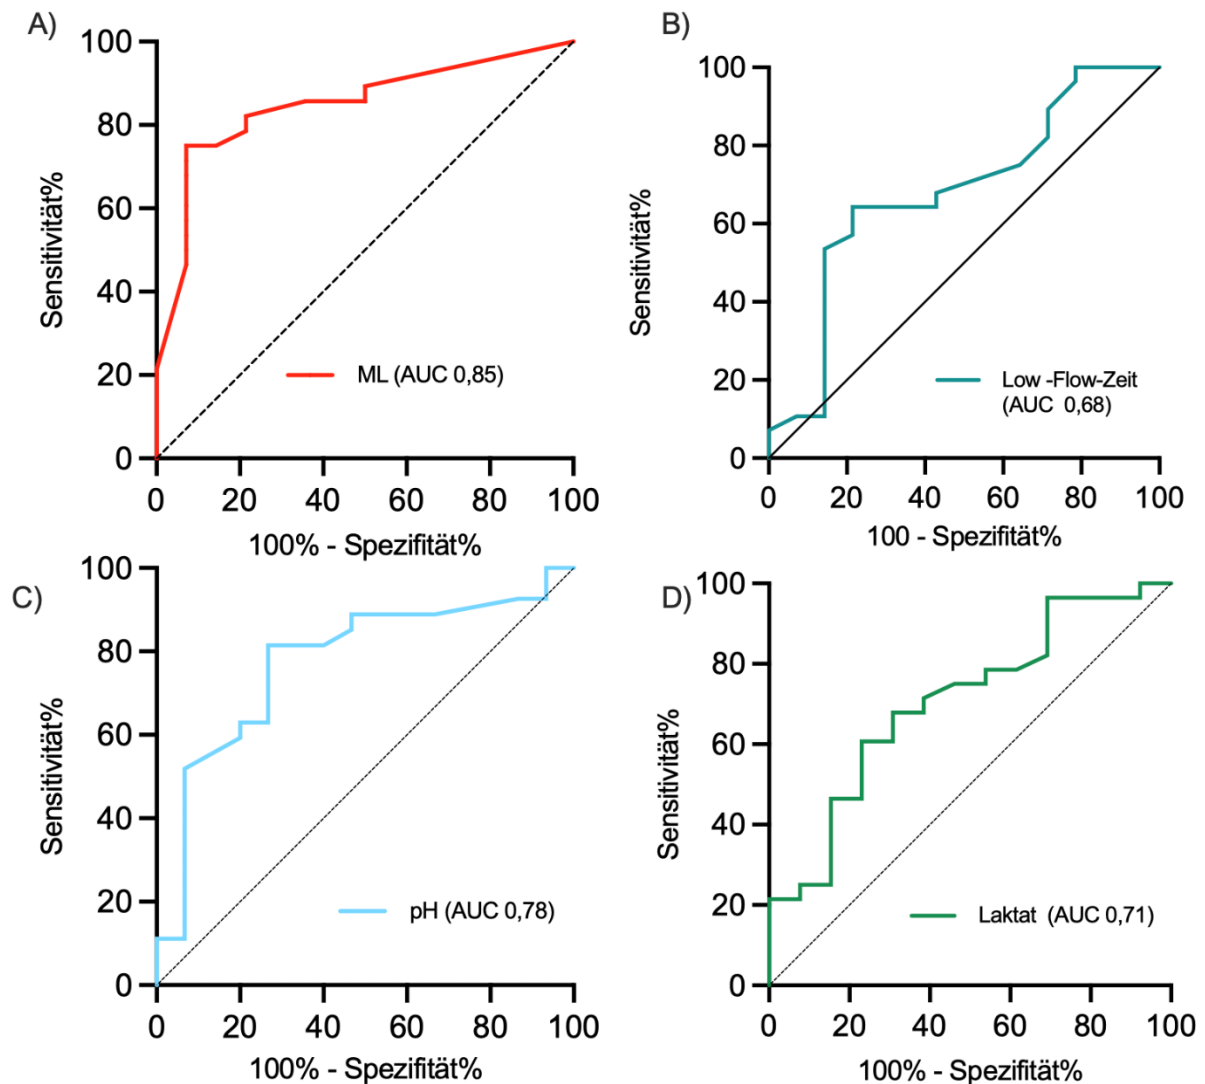 A)
100
80
60
40
20
0
Sensitivität%
ML (AUC 0,85)
0 20 40 60 80 100
100% - Spezifität%
B)
100
80
60
40
20
0
Sensitivität%
Low -Flow-Zeit
(AUC 0,68)
0 20 40 60 80 100
100 - Spezifität%
C)
100
80
60
40
20
0
Sensitivität%
pH (AUC 0,78)
0 20 40 60 80 100
100% - Spezifität%
D)
100
80
60
40
20
0
Sensitivität%
Laktat (AUC 0,71)
0 20 40 60 80 100
100% - Spezifität%